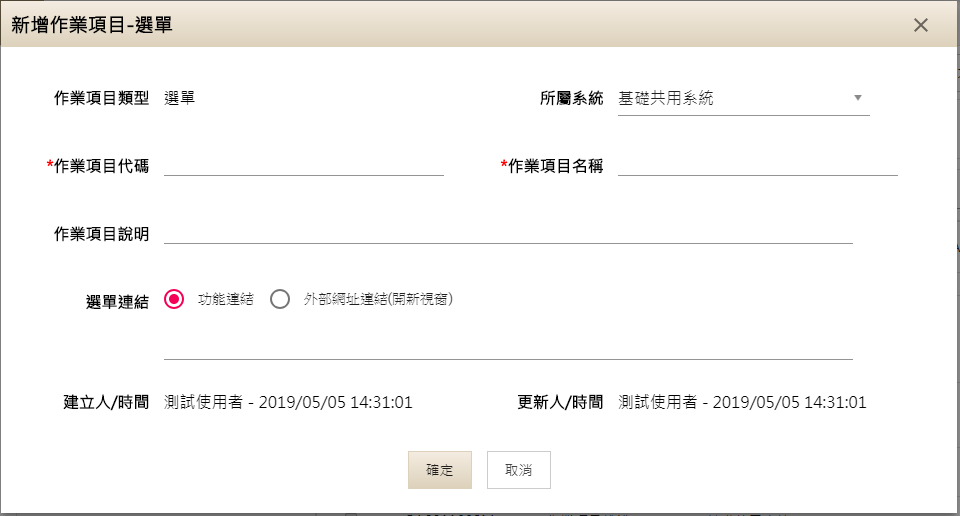 新增作業項目-選單
作業項目類型 選單 所屬系統 基礎共用系統
*作業項目代碼 *作業項目名稱
作業項目說明
選單連結 功能連結 外部網址連結(開新視窗)
建立人/時間 測試使用者 - 2019/05/05 14:31:01 更新人/時間 測試使用者 - 2019/05/05 14:31:01
確定 取消